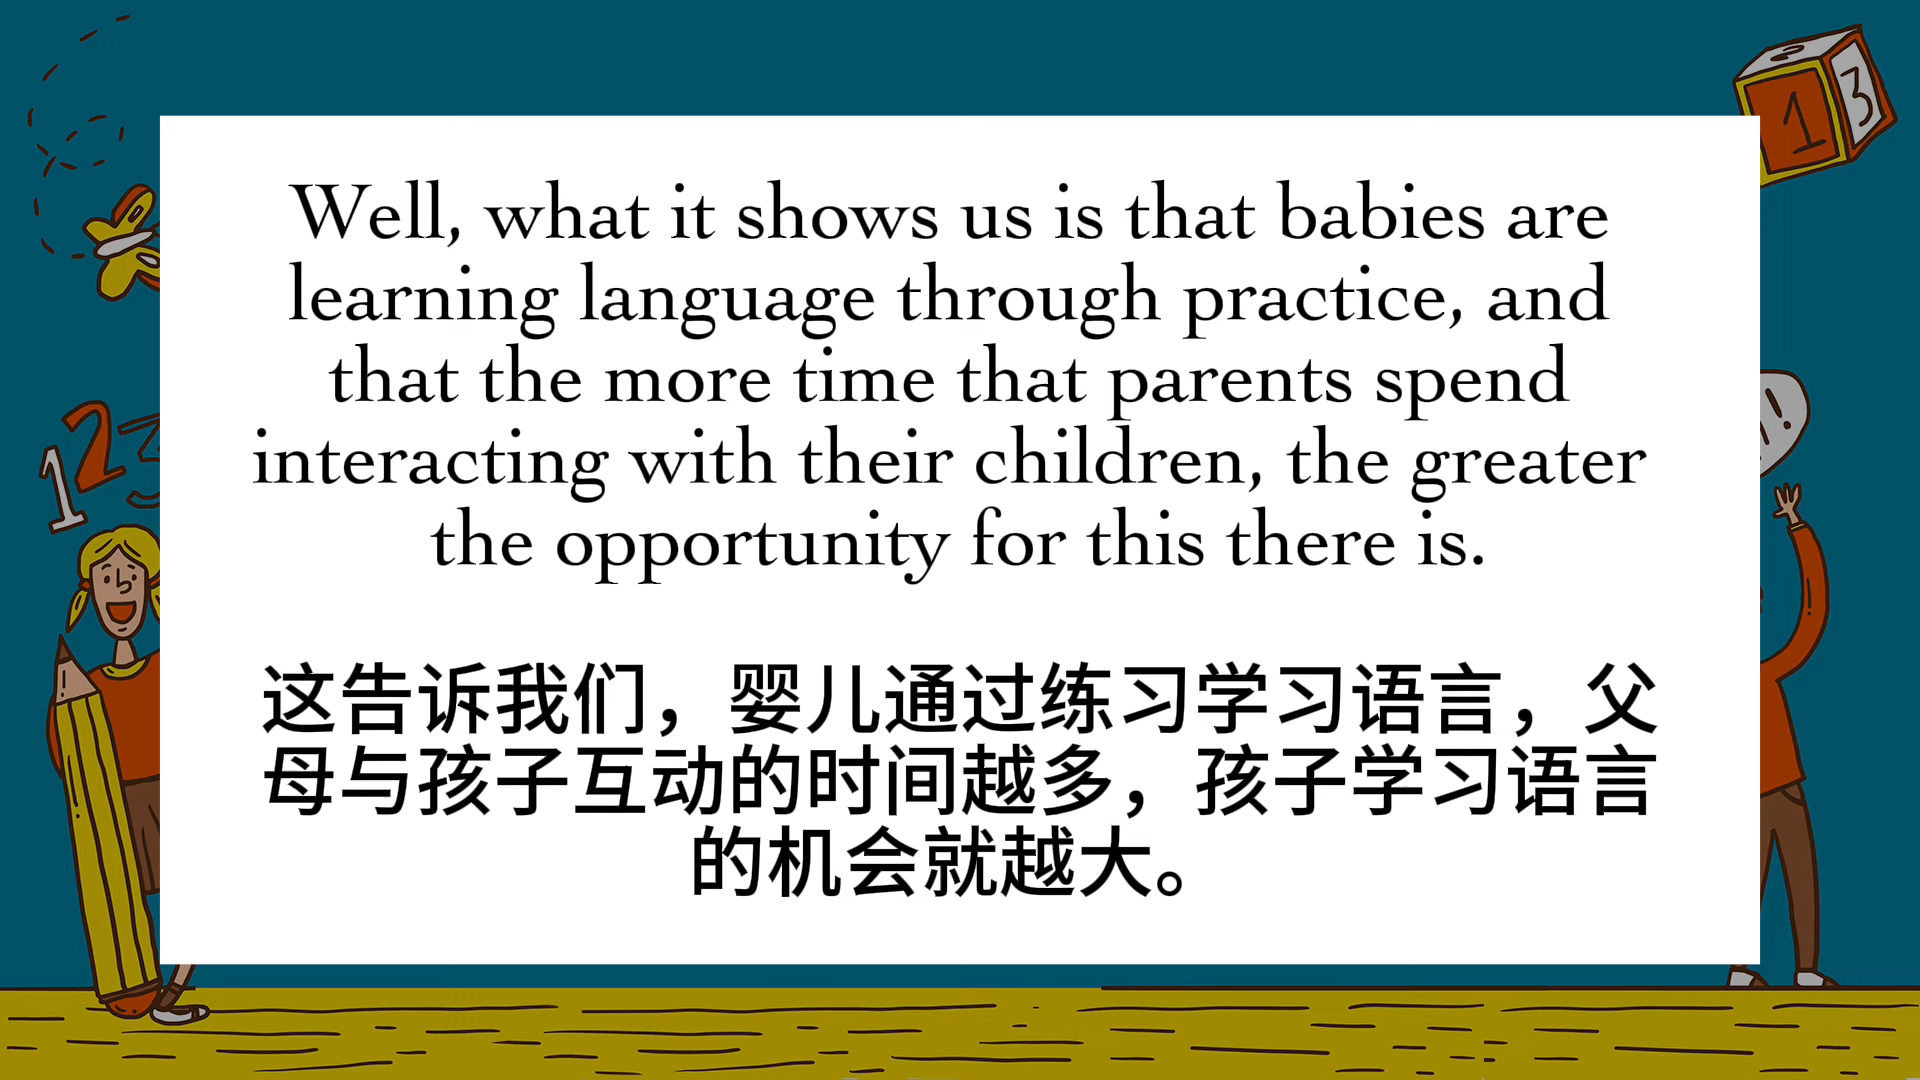 Well, what it shows us is that babies are
learning language through practice, and
that the more time that parents spend
interacting with their children, the greater
the opportunity for this there is.
这告诉我们，婴儿通过练习学习语言，父
母与孩子互动的时间越多，孩子学习语言
的机会就越大。
1 3
123
!